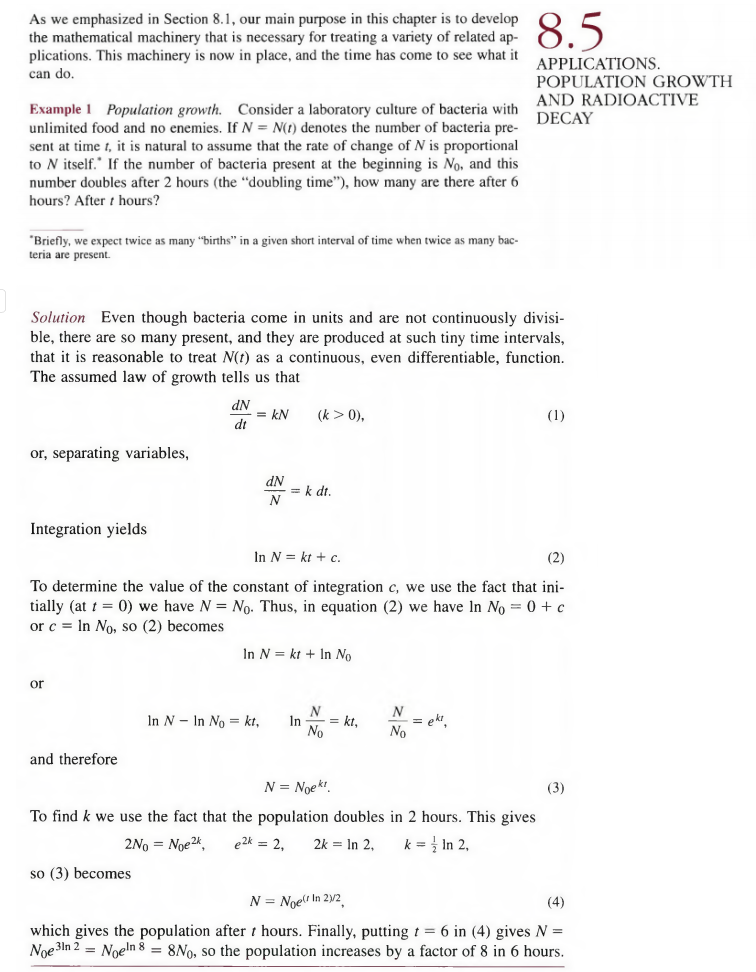 As we emphasized in Section 8.1, our main purpose in this chapter is to develop
the mathematical machinery that is necessary for treating a variety of related ap-
plications. This machinery is now in place, and the time has come to see what it
can do.
8.5
APPLICATIONS.
POPULATION GROWTH
AND RADIOACTIVE
DECAY
Example 1 Population growth. Consider a laboratory culture of bacteria with
unlimited food and no enemies. If N = N(t) denotes the number of bacteria pre-
sent at time t, it is natural to assume that the rate of change of N is proportional
to N itself.* If the number of bacteria present at the beginning is N₀, and this
number doubles after 2 hours (the “doubling time”), how many are there after 6
hours? After t hours?
*Briefly, we expect twice as many “births” in a given short interval of time when twice as many bac-
teria are present.
Solution Even though bacteria come in units and are not continuously divisi-
ble, there are so many present, and they are produced at such tiny time intervals,
that it is reasonable to treat N(t) as a continuous, even differentiable, function.
The assumed law of growth tells us that
dN/dt = kN (k > 0), (1)
or, separating variables,
dN/N = k dt.
Integration yields
ln N = kt + c. (2)
To determine the value of the constant of integration c, we use the fact that ini-
tially (at t = 0) we have N = N₀. Thus, in equation (2) we have ln N₀ = 0 + c
or c = ln N₀, so (2) becomes
ln N = kt + ln N₀
or
ln N − ln N₀ = kt, ln N/N₀ = kt, N/N₀ = e^{kt},
and therefore
N = N₀e^{kt}. (3)
To find k we use the fact that the population doubles in 2 hours. This gives
2N₀ = N₀e^{2k}, e^{2k} = 2, 2k = ln 2, k = ½ ln 2,
so (3) becomes
N = N₀e^{(t ln 2)/2}, (4)
which gives the population after t hours. Finally, putting t = 6 in (4) gives N =
N₀e^{3ln 2} = N₀e^{ln 8} = 8N₀, so the population increases by a factor of 8 in 6 hours.